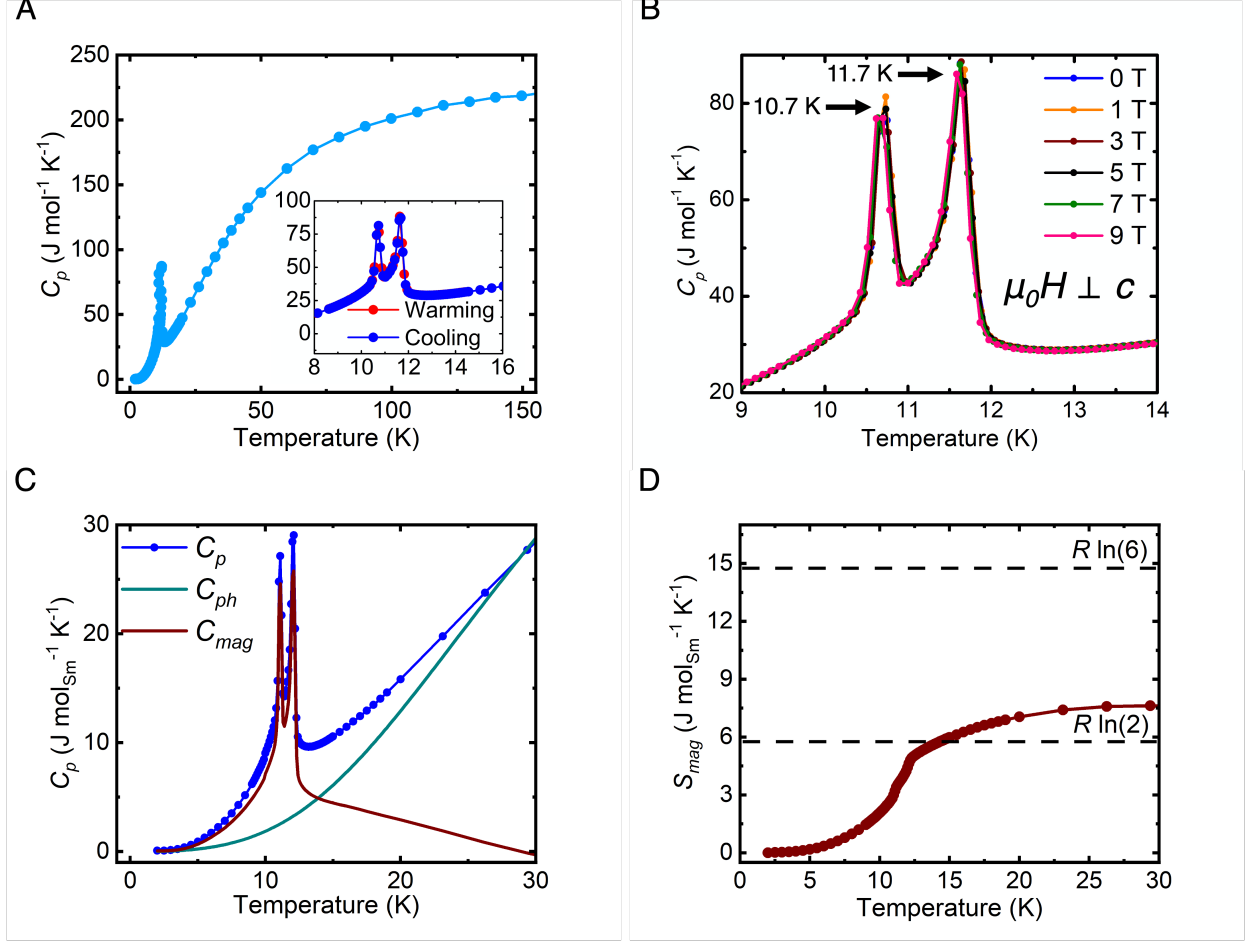 A
250
200
150
100
50
0
Cp (J mol-1 K-1)
0
50
100
150
Temperature (K)
100
75
50
25
0
Warming
Cooling
8
10
12
14
16
B
80
60
40
20
Cp (J mol-1 K-1)
11.7 K
10.7 K
0 T
1 T
3 T
5 T
7 T
9 T
μ0H ⊥ c
9
10
11
12
13
14
Temperature (K)
C
30
20
10
0
Cp (J molSm-1 K-1)
Cp
Cph
Cmag
0
10
20
30
Temperature (K)
D
15
12
9
6
3
0
Smag (J molSm-1 K-1)
R ln(6)
R ln(2)
0
5
10
15
20
25
30
Temperature (K)